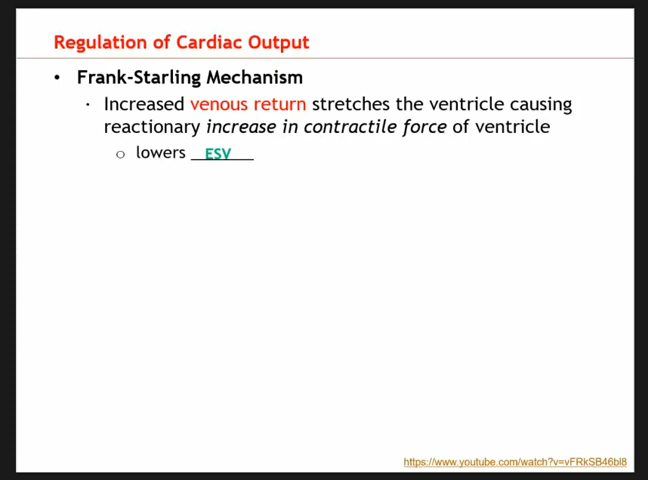 Regulation of Cardiac Output
• Frank-Starling Mechanism
· Increased venous return stretches the ventricle causing
reactionary increase in contractile force of ventricle
o lowers __ESV__
https://www.youtube.com/watch?v=vFRkSB46bl8